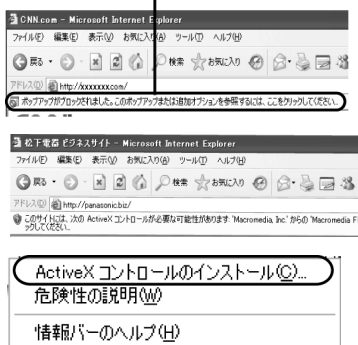 CNN.com - Microsoft Internet Explorer
ファイル(F) 編集(E) 表示(V) お気に入り(A) ツール(T) ヘルプ(H)
戻る 検索 お気に入り
アドレス(D) http://xxxxxxx.com/
ポップアップがブロックされました。このポップアップまたは追加オプションを参照するには、ここをクリックしてください。
松下電器 ビジネスサイト - Microsoft Internet Explorer
ファイル(F) 編集(E) 表示(V) お気に入り(A) ツール(T) ヘルプ(H)
戻る 検索 お気に入り
アドレス(D) http://panasonic.biz/
このサイトには、次の ActiveX コントロールが必要な可能性があります: 'Macromedia, Inc.' からの 'Macromedia F
ックしてください...
ActiveX コントロールのインストール(C)...
危険性の説明(W)
情報バーのヘルプ(H)